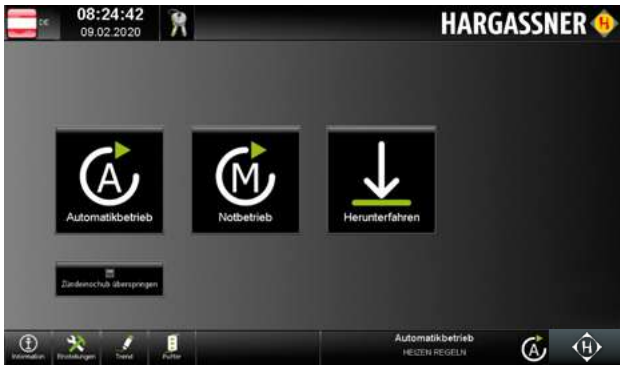 DE
08:24:42
09.02.2020
HARGASSNER
H
A
Automatikbetrieb
M
Notbetrieb
Herunterfahren
Zündeinschub überspringen
Information
Einstellungen
Trend
Puffer
Automatikbetrieb
HEIZEN REGELN
A
H